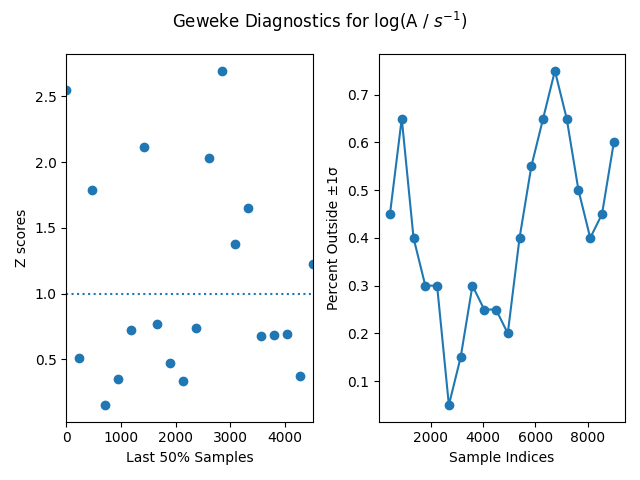 Geweke Diagnostics for log(A / s⁻¹)
Z scores
2.5
2.0
1.5
1.0
0.5
0 1000 2000 3000 4000
Last 50% Samples
Percent Outside ±1σ
0.7
0.6
0.5
0.4
0.3
0.2
0.1
2000 4000 6000 8000
Sample Indices